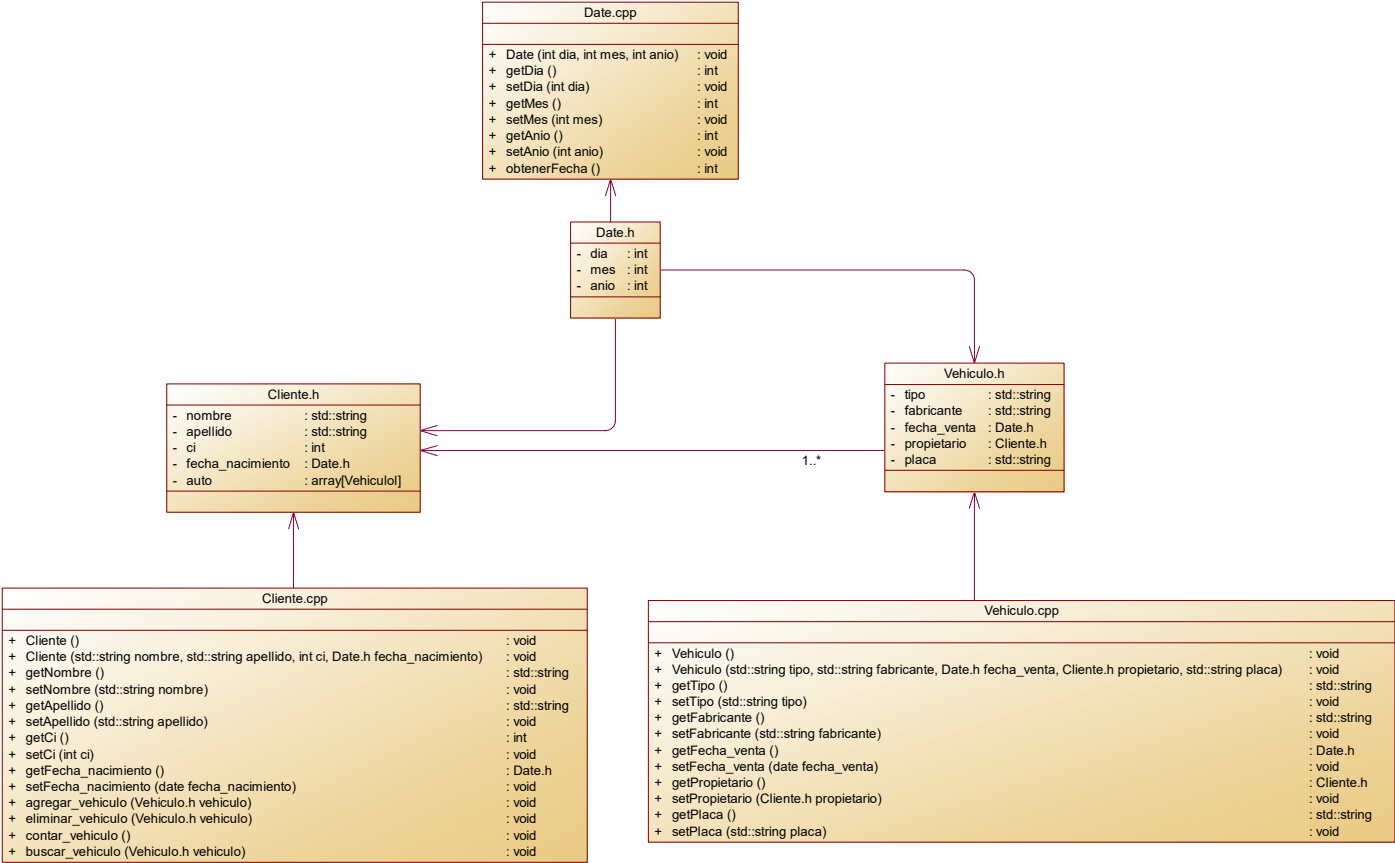 Date.cpp
+ Date (int dia, int mes, int anio) : void
+ getDia () : int
+ setDia (int dia) : void
+ getMes () : int
+ setMes (int mes) : void
+ getAnio () : int
+ setAnio (int anio) : void
+ obtenerFecha () : int
Date.h
- dia : int
- mes : int
- anio : int
Cliente.h
- nombre : std::string
- apellido : std::string
- ci : int
- fecha_nacimiento : Date.h
- auto : array[Vehiculol]
1..*
Vehiculo.h
- tipo : std::string
- fabricante : std::string
- fecha_venta : Date.h
- propietario : Cliente.h
- placa : std::string
Cliente.cpp
+ Cliente () : void
+ Cliente (std::string nombre, std::string apellido, int ci, Date.h fecha_nacimiento) : void
+ getNombre () : std::string
+ setNombre (std::string nombre) : void
+ getApellido () : std::string
+ setApellido (std::string apellido) : void
+ getCi () : int
+ setCi (int ci) : void
+ getFecha_nacimiento () : Date.h
+ setFecha_nacimiento (date fecha_nacimiento) : void
+ agregar_vehiculo (Vehiculo.h vehiculo) : void
+ eliminar_vehiculo (Vehiculo.h vehiculo) : void
+ contar_vehiculo () : void
+ buscar_vehiculo (Vehiculo.h vehiculo) : void
Vehiculo.cpp
+ Vehiculo () : void
+ Vehiculo (std::string tipo, std::string fabricante, Date.h fecha_venta, Cliente.h propietario, std::string placa) : void
+ getTipo () : std::string
+ setTipo (std::string tipo) : void
+ getFabricante () : std::string
+ setFabricante (std::string fabricante) : void
+ getFecha_venta () : Date.h
+ setFecha_venta (date fecha_venta) : void
+ getPropietario () : Cliente.h
+ setPropietario (Cliente.h propietario) : void
+ getPlaca () : std::string
+ setPlaca (std::string placa) : void